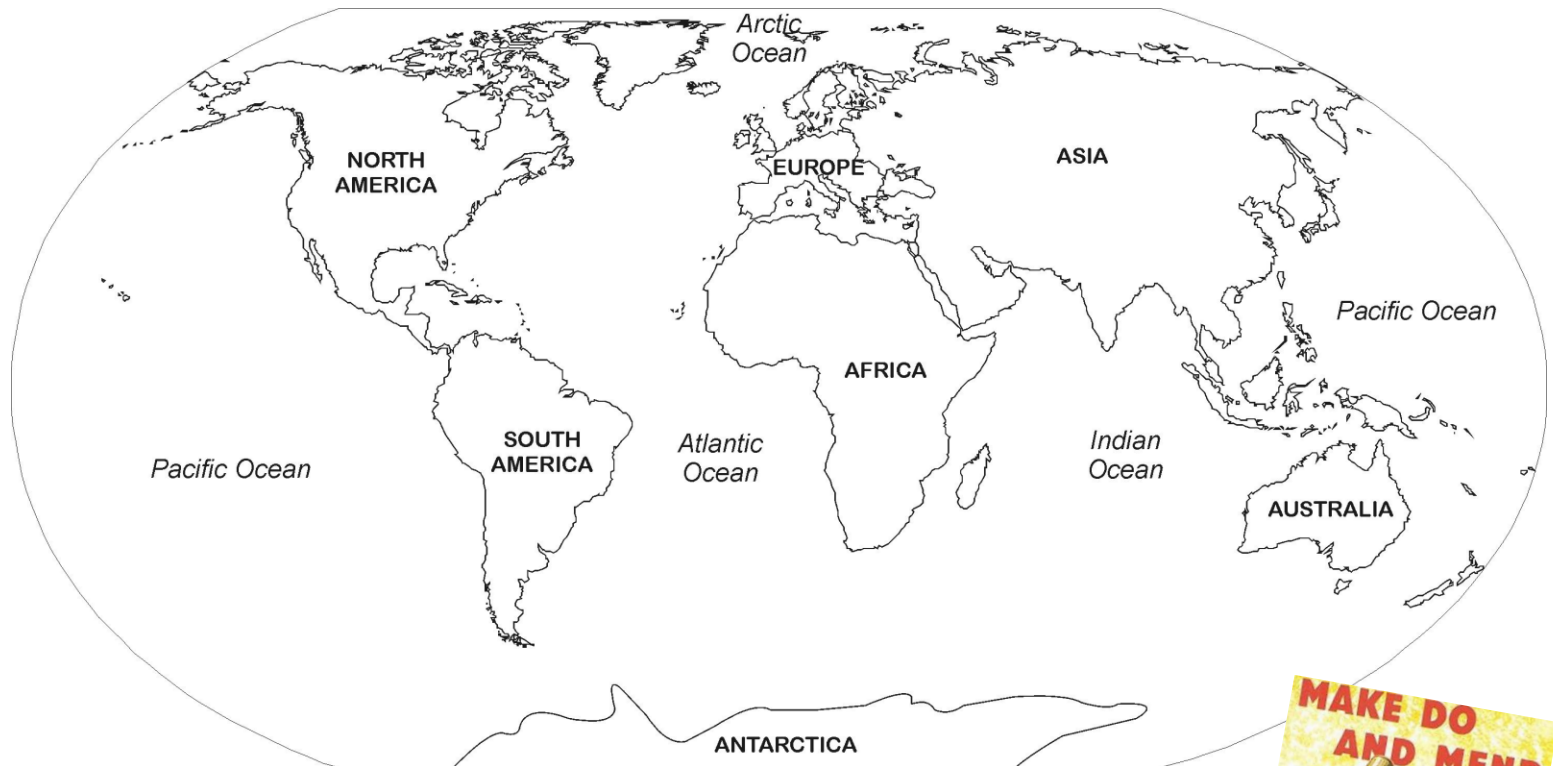 Arctic
Ocean
NORTH
AMERICA
EUROPE
ASIA
Pacific Ocean
AFRICA
SOUTH
AMERICA
Atlantic
Ocean
Indian
Ocean
Pacific Ocean
AUSTRALIA
ANTARCTICA
MAKE DO
AND MEND